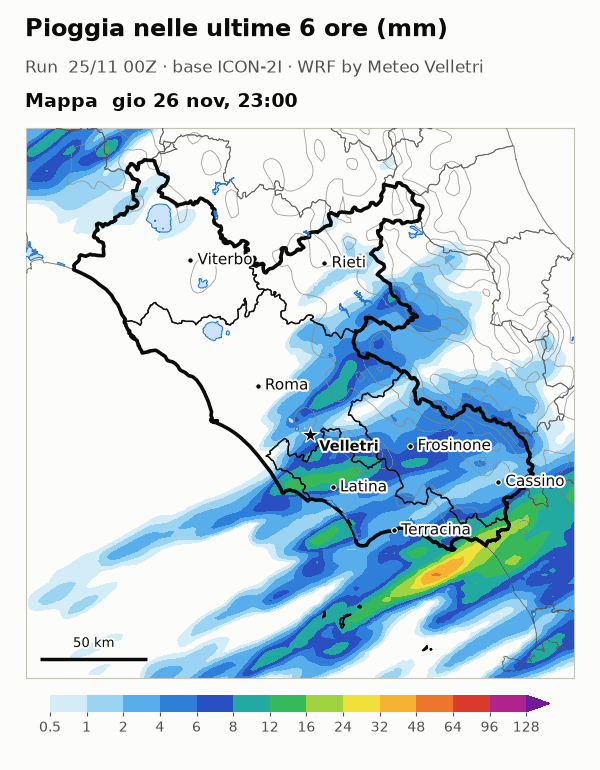 Pioggia nelle ultime 6 ore (mm)
Run 25/11 00Z · base ICON-2I · WRF by Meteo Velletri
Mappa gio 26 nov, 23:00
Viterbo
Rieti
Roma
Velletri
Frosinone
Cassino
Latina
Terracina
50 km
0.5 1 2 4 6 8 12 16 24 32 48 64 96 128